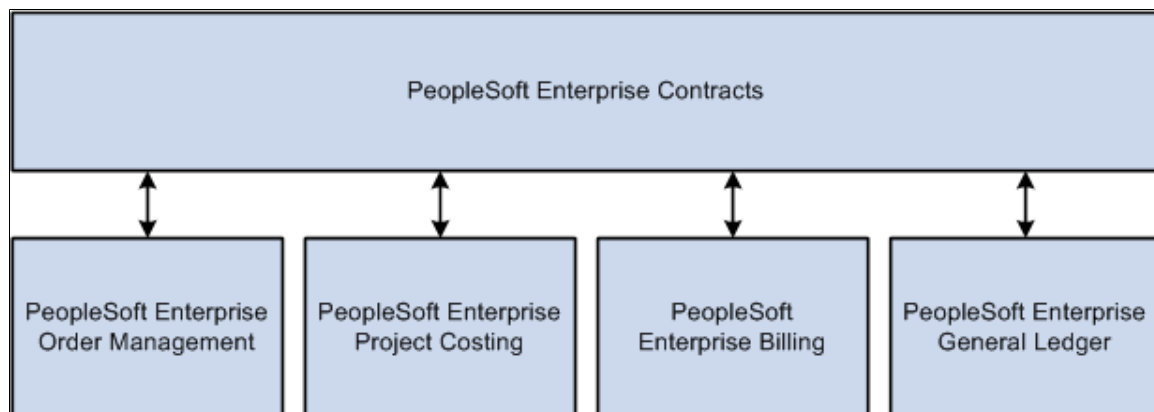 PeopleSoft Enterprise Contracts
PeopleSoft Enterprise
Order Management
PeopleSoft Enterprise
Project Costing
PeopleSoft
Enterprise Billing
PeopleSoft Enterprise
General Ledger